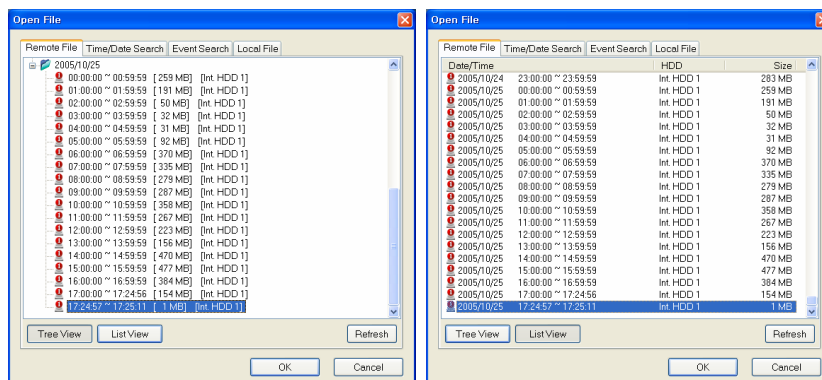 Open File
Remote File Time/Date Search Event Search Local File
2005/10/25
00:00:00 ~ 00:59:59 [ 259 MB] [Int. HDD 1]
01:00:00 ~ 01:59:59 [ 191 MB] [Int. HDD 1]
02:00:00 ~ 02:59:59 [ 50 MB] [Int. HDD 1]
03:00:00 ~ 03:59:59 [ 32 MB] [Int. HDD 1]
04:00:00 ~ 04:59:59 [ 31 MB] [Int. HDD 1]
05:00:00 ~ 05:59:59 [ 92 MB] [Int. HDD 1]
06:00:00 ~ 06:59:59 [ 370 MB] [Int. HDD 1]
07:00:00 ~ 07:59:59 [ 335 MB] [Int. HDD 1]
08:00:00 ~ 08:59:59 [ 279 MB] [Int. HDD 1]
09:00:00 ~ 09:59:59 [ 287 MB] [Int. HDD 1]
10:00:00 ~ 10:59:59 [ 358 MB] [Int. HDD 1]
11:00:00 ~ 11:59:59 [ 267 MB] [Int. HDD 1]
12:00:00 ~ 12:59:59 [ 223 MB] [Int. HDD 1]
13:00:00 ~ 13:59:59 [ 156 MB] [Int. HDD 1]
14:00:00 ~ 14:59:59 [ 470 MB] [Int. HDD 1]
15:00:00 ~ 15:59:59 [ 477 MB] [Int. HDD 1]
16:00:00 ~ 16:59:59 [ 384 MB] [Int. HDD 1]
17:00:00 ~ 17:24:56 [ 154 MB] [Int. HDD 1]
17:24:57 ~ 17:25:11 [ 1 MB] [Int. HDD 1]
Tree View List View Refresh
OK Cancel
Open File
Remote File Time/Date Search Event Search Local File
Date/Time HDD Size
2005/10/24 23:00:00 ~ 23:59:59 Int. HDD 1 283 MB
2005/10/25 00:00:00 ~ 00:59:59 Int. HDD 1 259 MB
2005/10/25 01:00:00 ~ 01:59:59 Int. HDD 1 191 MB
2005/10/25 02:00:00 ~ 02:59:59 Int. HDD 1 50 MB
2005/10/25 03:00:00 ~ 03:59:59 Int. HDD 1 32 MB
2005/10/25 04:00:00 ~ 04:59:59 Int. HDD 1 31 MB
2005/10/25 05:00:00 ~ 05:59:59 Int. HDD 1 92 MB
2005/10/25 06:00:00 ~ 06:59:59 Int. HDD 1 370 MB
2005/10/25 07:00:00 ~ 07:59:59 Int. HDD 1 335 MB
2005/10/25 08:00:00 ~ 08:59:59 Int. HDD 1 279 MB
2005/10/25 09:00:00 ~ 09:59:59 Int. HDD 1 287 MB
2005/10/25 10:00:00 ~ 10:59:59 Int. HDD 1 358 MB
2005/10/25 11:00:00 ~ 11:59:59 Int. HDD 1 267 MB
2005/10/25 12:00:00 ~ 12:59:59 Int. HDD 1 223 MB
2005/10/25 13:00:00 ~ 13:59:59 Int. HDD 1 156 MB
2005/10/25 14:00:00 ~ 14:59:59 Int. HDD 1 470 MB
2005/10/25 15:00:00 ~ 15:59:59 Int. HDD 1 477 MB
2005/10/25 16:00:00 ~ 16:59:59 Int. HDD 1 384 MB
2005/10/25 17:00:00 ~ 17:24:56 Int. HDD 1 154 MB
2005/10/25 17:24:57 ~ 17:25:11 Int. HDD 1 1 MB
Tree View List View Refresh
OK Cancel